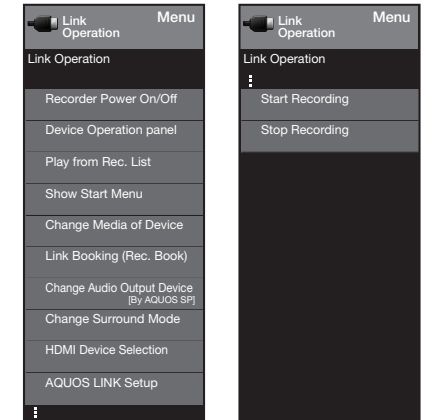 Link
Operation
Menu
Link Operation
Recorder Power On/Off
Device Operation panel
Play from Rec. List
Show Start Menu
Change Media of Device
Link Booking (Rec. Book)
Change Audio Output Device
[By AQUOS SP]
Change Surround Mode
HDMI Device Selection
AQUOS LINK Setup
Link
Operation
Menu
Link Operation
Start Recording
Stop Recording